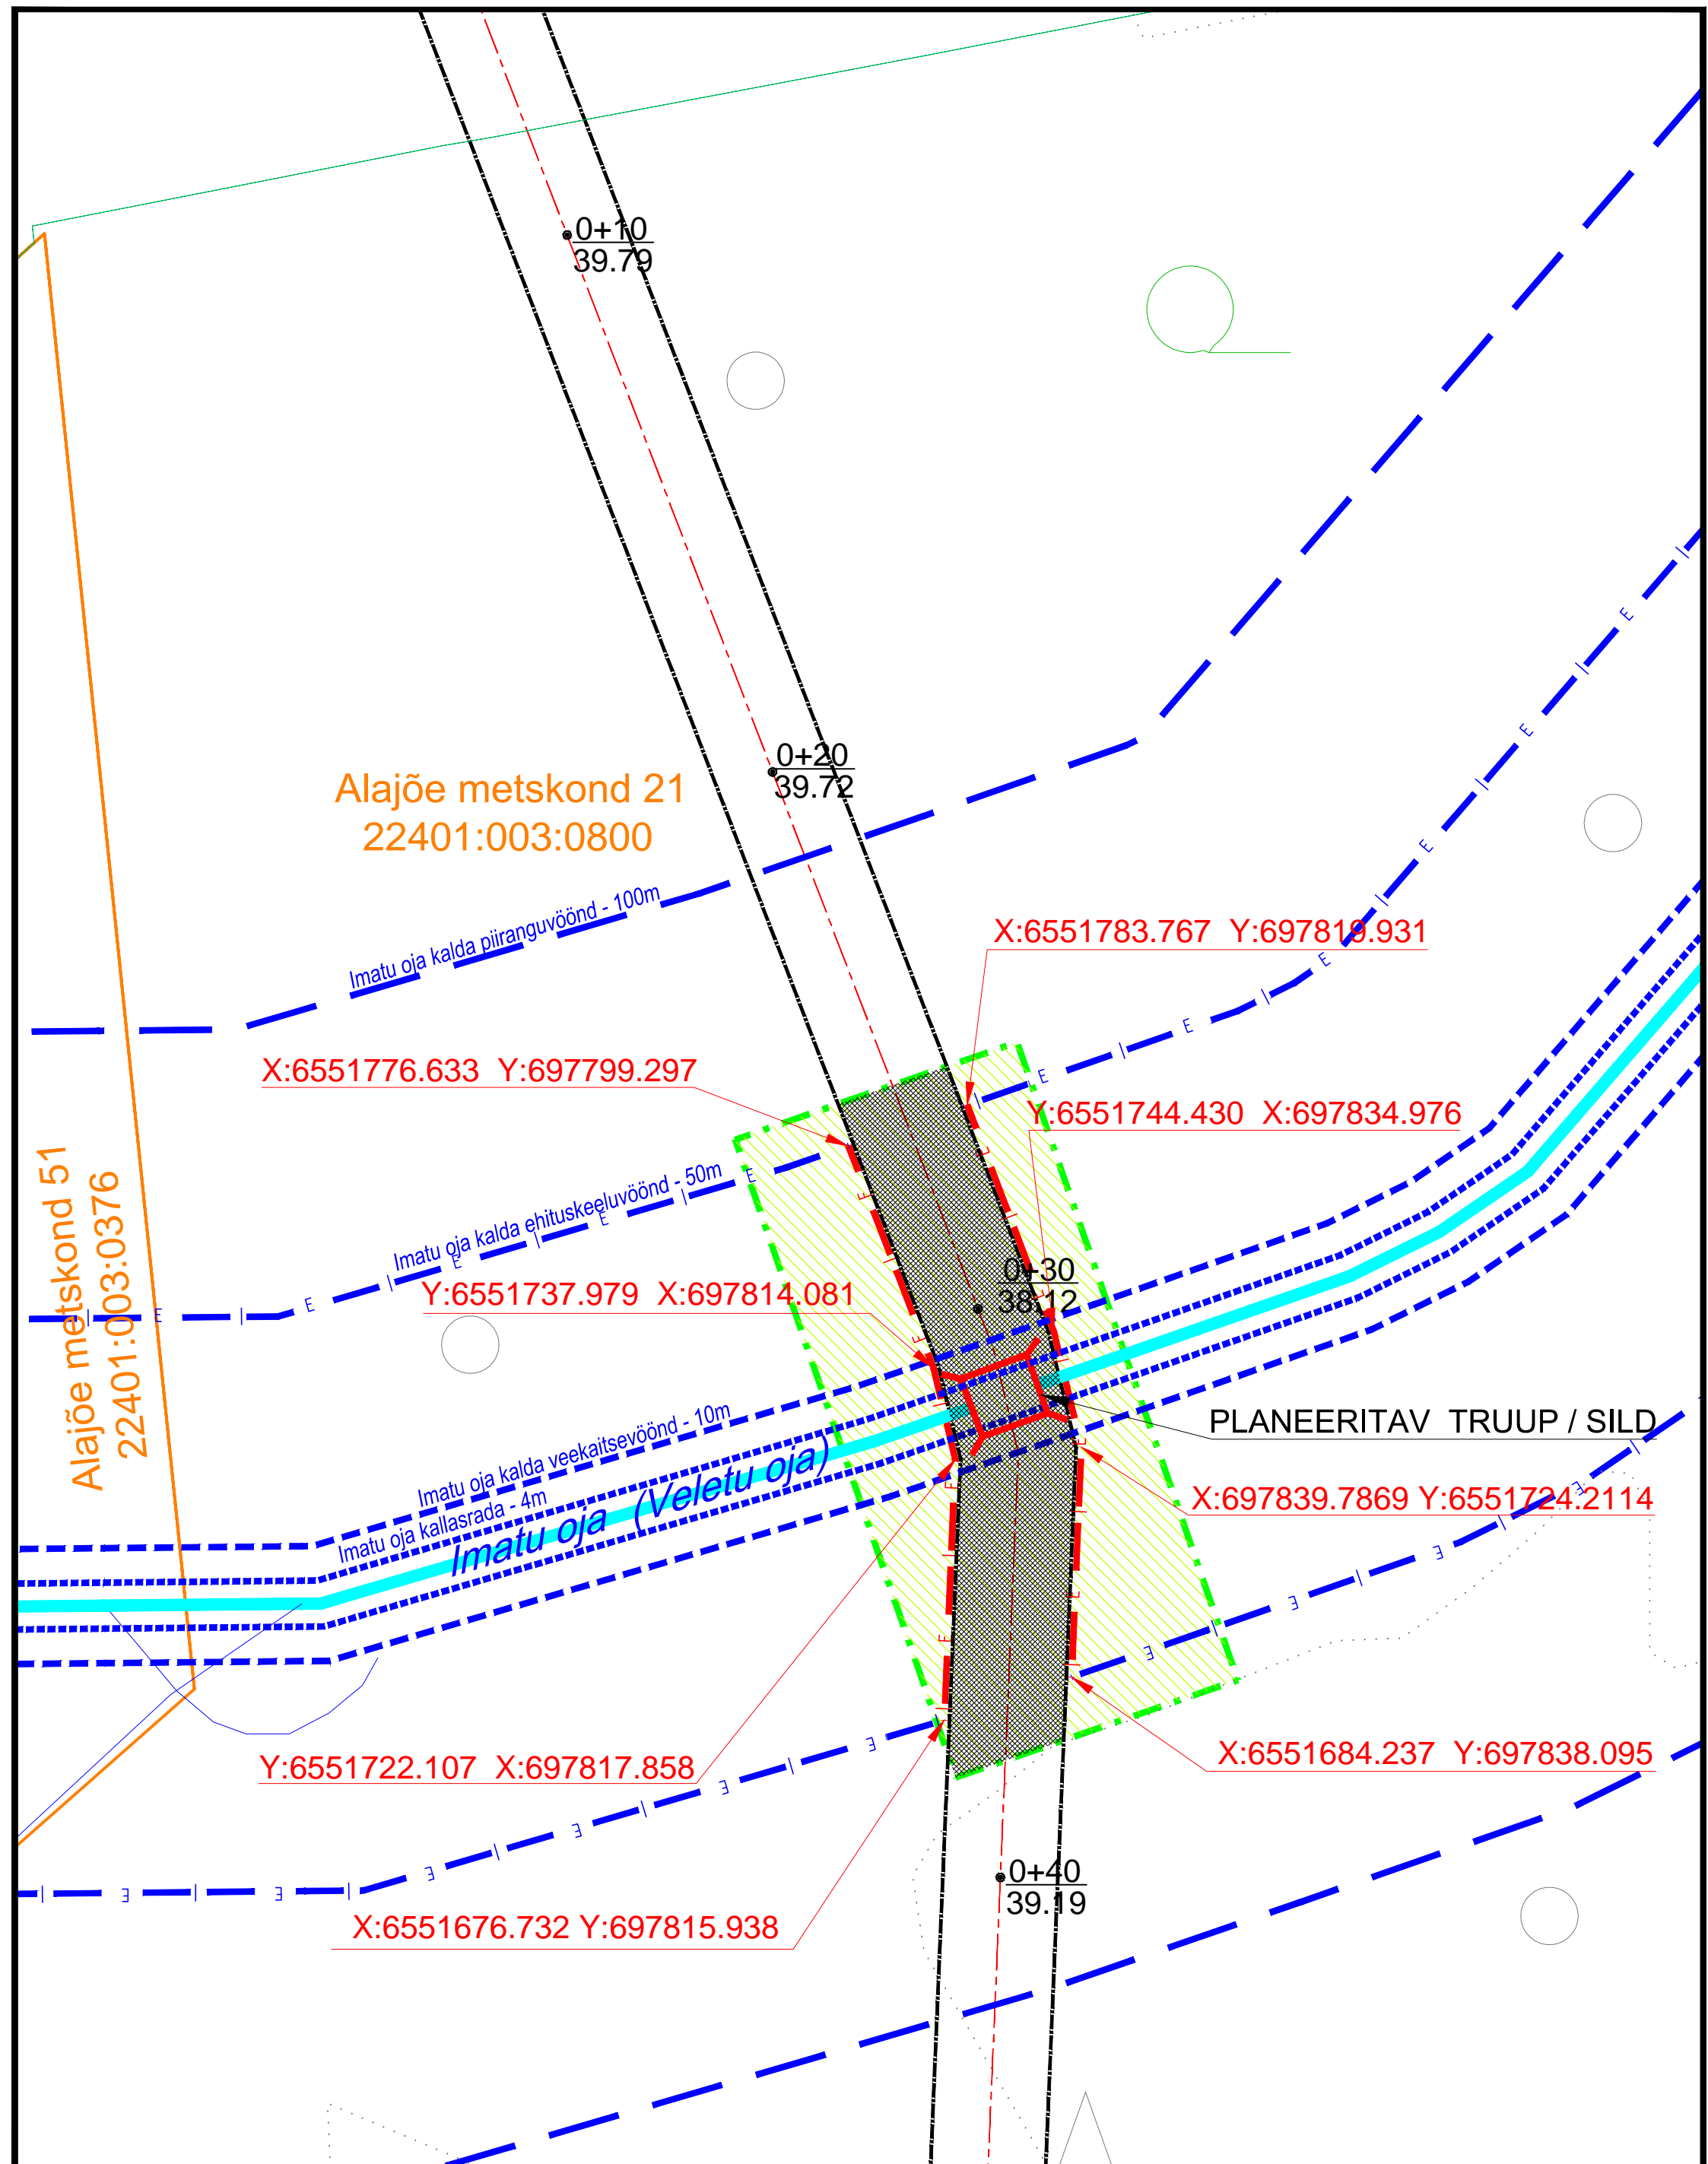 0+10
39.79
0+20
39.72
Alajõe metskond 21
22401:003:0800
Imatu oja kalda piiranguvöönd - 100m
X:6551783.767 Y:697819.931
X:6551776.633 Y:697799.297
Y:6551744.430 X:697834.976
Alajõe metskond 51
22401:003:0376
Imatu oja kalda ehituskeeluvöönd - 50m
0+30
38.12
Y:6551737.979 X:697814.081
Imatu oja kalda veekaitsevöönd - 10m
PLANEERITAV TRUUP / SILD
Imatu oja kallasrada - 4m
Imatu oja (Veletu oja)
X:697839.7869 Y:6551724.2114
Y:6551722.107 X:697817.858
X:6551684.237 Y:697838.095
0+40
39.19
X:6551676.732 Y:697815.938